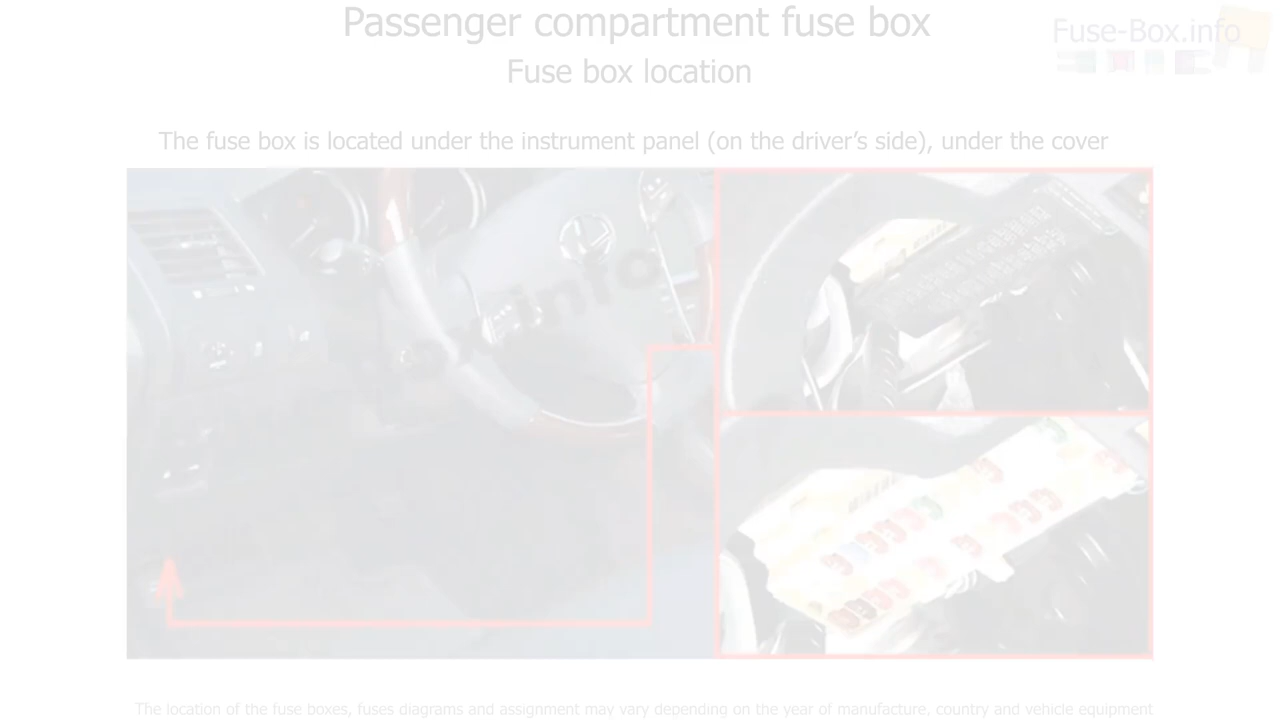 Passenger compartment fuse box
Fuse-Box.info
Fuse box location
The fuse box is located under the instrument panel (on the driver's side), under the cover
The location of the fuse boxes, fuses diagrams and assignment may vary depending on the year of manufacture, country and vehicle equipment